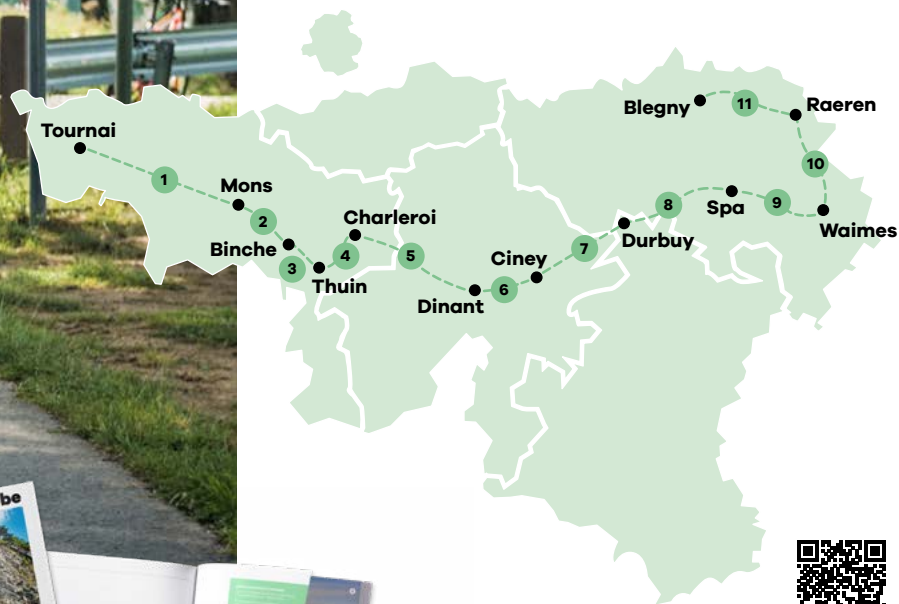 Tournai
1
Mons
2
Binche
3
Thuin
4
Charleroi
5
Dinant
6
Ciney
7
Durbuy
8
Spa
9
Waimes
10
Raeren
11
Blegny
be